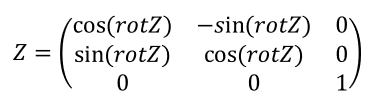 cos(rotZ) −sin(rotZ) 0
Z = sin(rotZ) cos(rotZ) 0
0 0 1